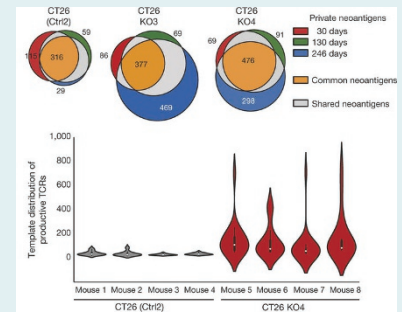 CT26
(Ctrl2)
CT26
KO3
CT26
KO4
Private neoantigens
30 days
130 days
246 days
Common neoantigens
Shared neoantigens
59
316
29
69
86
377
469
91
69
476
298
Template distribution of
productive TCRs
1,000
800
600
400
200
0
Mouse 1 Mouse 2 Mouse 3 Mouse 4 Mouse 5 Mouse 6 Mouse 7 Mouse 8
CT26 (Ctrl2) CT26 KO4